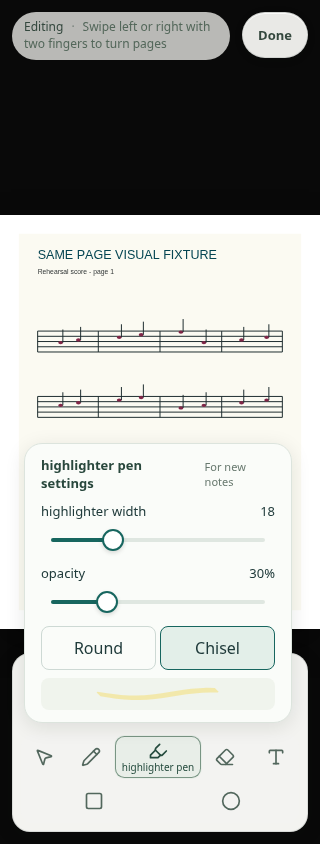 Editing · Swipe left or right with
two fingers to turn pages
Done
SAME PAGE VISUAL FIXTURE
Rehearsal score - page 1
highlighter pen
settings
For new
notes
highlighter width 18
opacity 30%
Round Chisel
highlighter pen